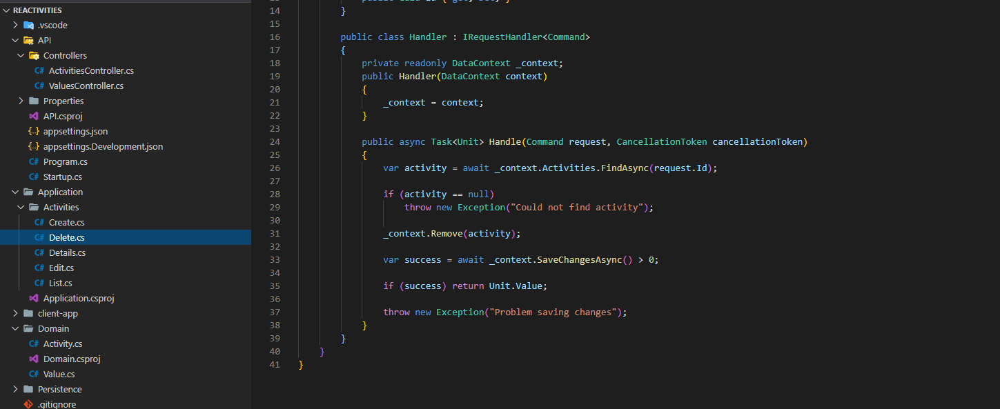 REACTIVITIES
.vscode
API
Controllers
C# ActivitiesController.cs
C# ValuesController.cs
Properties
API.csproj
{..} appsettings.json
{..} appsettings.Development.json
C# Program.cs
C# Startup.cs
Application
Activities
C# Create.cs
C# Delete.cs
C# Details.cs
C# Edit.cs
C# List.cs
Application.csproj
client-app
Domain
C# Activity.cs
Domain.csproj
C# Value.cs
Persistence
.gitignore
14 }
15
16 public class Handler : IRequestHandler<Command>
17 {
18 private readonly DataContext _context;
19 public Handler(DataContext context)
20 {
21 _context = context;
22 }
23
24 public async Task<Unit> Handle(Command request, CancellationToken cancellationToken)
25 {
26 var activity = await _context.Activities.FindAsync(request.Id);
27
28 if (activity == null)
29 throw new Exception("Could not find activity");
30
31 _context.Remove(activity);
32
33 var success = await _context.SaveChangesAsync() > 0;
34
35 if (success) return Unit.Value;
36
37 throw new Exception("Problem saving changes");
38 }
39 }
40 }
41 }